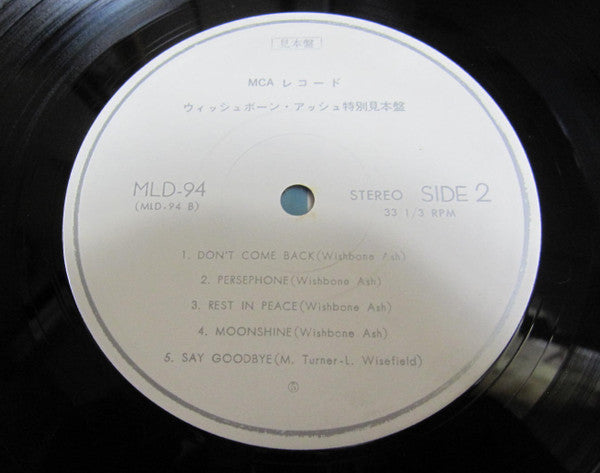 見本盤
MCA レコード
ウィッシュボーン・アッシュ特別見本盤
MLD-94
(MLD-94 B)
STEREO SIDE 2
33 1/3 RPM
1. DON'T COME BACK(Wishbone Ash)
2. PERSEPHONE(Wishbone Ash)
3. REST IN PEACE(Wishbone Ash)
4. MOONSHINE(Wishbone Ash)
5. SAY GOODBYE(M. Turner-L. Wisefield)
Ⓢ